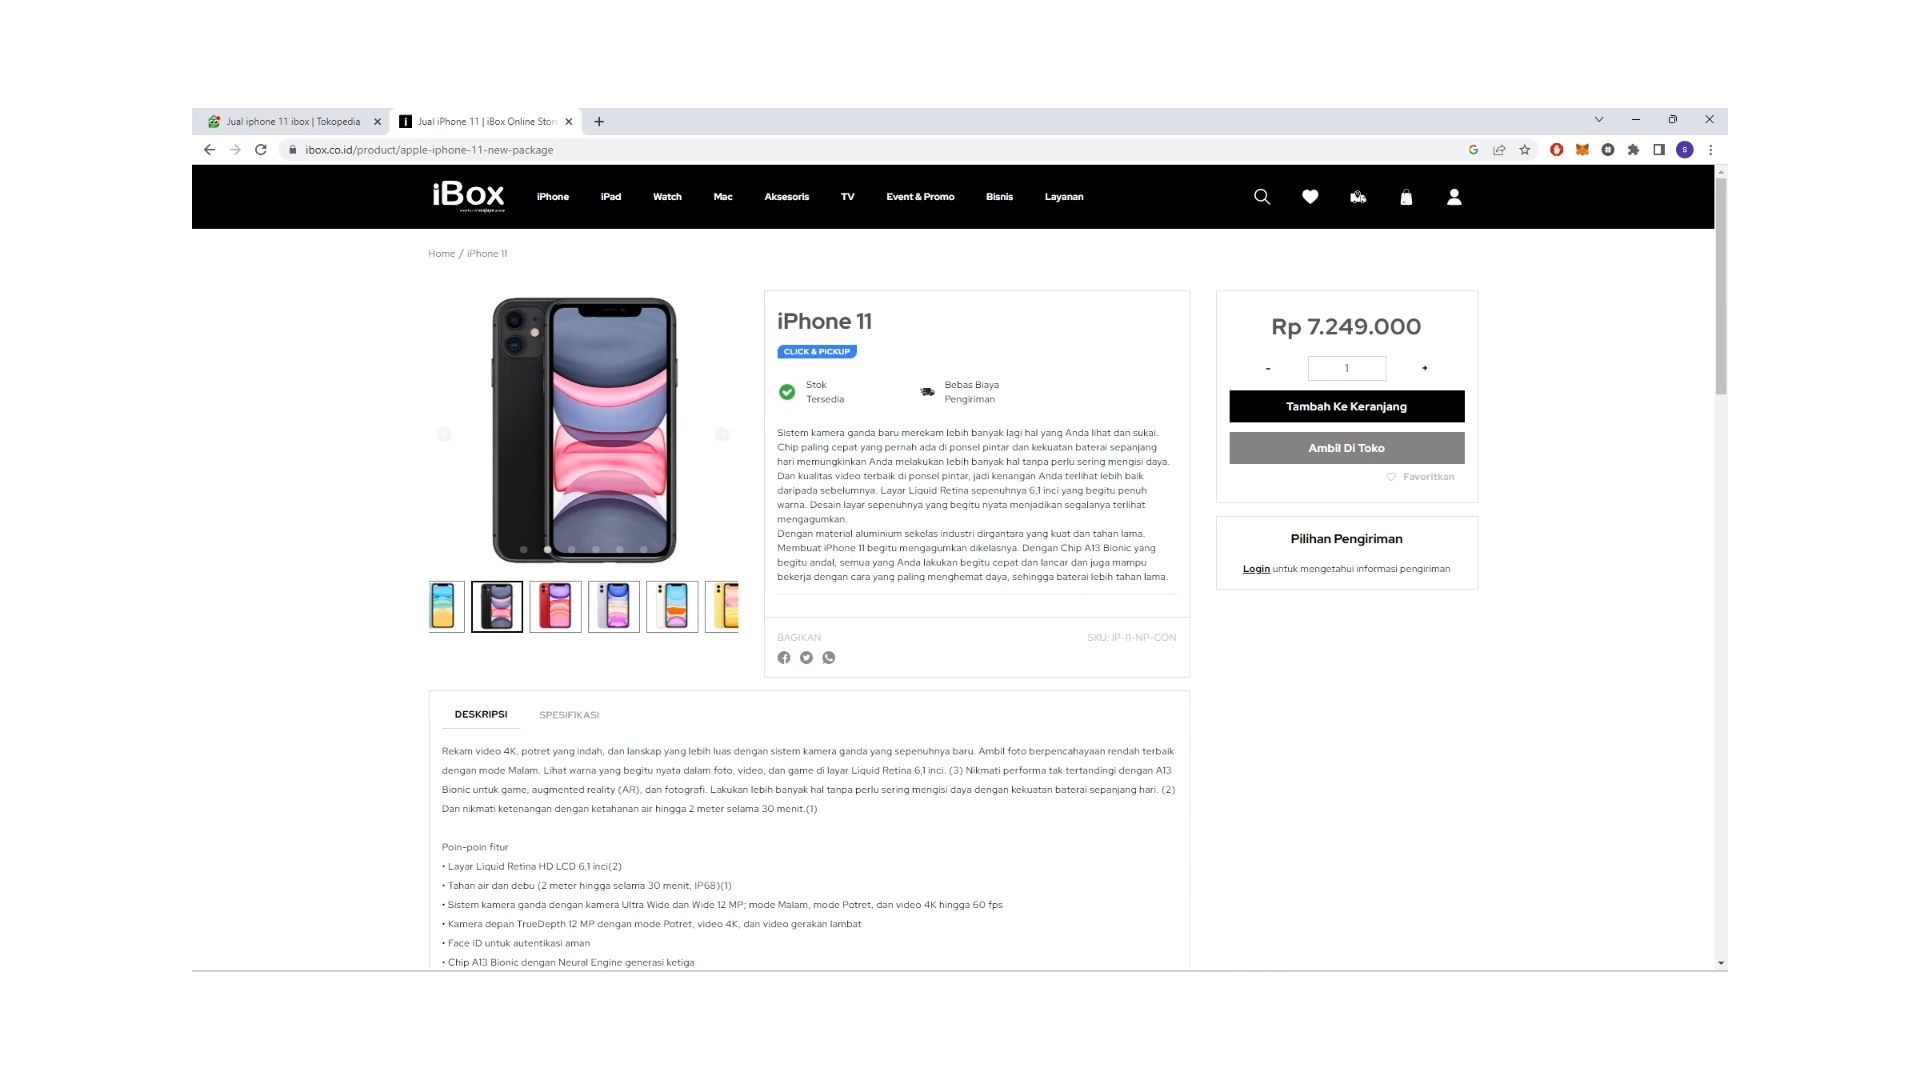 Jual iphone 11 ibox | Tokopedia
Jual iPhone 11 | iBox Online Stor
ibox.co.id/product/apple-iphone-11-new-package
iBox
iPhone
iPad
Watch
Mac
Aksesoris
TV
Event & Promo
Bisnis
Layanan
Home / iPhone 11
iPhone 11
CLICK & PICKUP
Stok
Tersedia
Bebas Biaya
Pengiriman
Sistem kamera ganda baru merekam lebih banyak lagi hal yang Anda lihat dan sukai.
Chip paling cepat yang pernah ada di ponsel pintar dan kekuatan baterai sepanjang
hari memungkinkan Anda melakukan lebih banyak hal tanpa perlu sering mengisi daya.
Dan kualitas video terbaik di ponsel pintar, jadi kenangan Anda terlihat lebih baik
daripada sebelumnya. Layar Liquid Retina sepenuhnya 6,1 inci yang begitu penuh
warna. Desain layar sepenuhnya yang begitu nyata menjadikan segalanya terlihat
mengagumkan.
Dengan material aluminium sekelas industri dirgantara yang kuat dan tahan lama.
Membuat iPhone 11 begitu mengagumkan dikelasnya. Dengan Chip A13 Bionic yang
begitu andal, semua yang Anda lakukan begitu cepat dan lancar dan juga mampu
bekerja dengan cara yang paling menghemat daya, sehingga baterai lebih tahan lama.
BAGIKAN
SKU: IP-11-NP-CON
Rp 7.249.000
- 1 +
Tambah Ke Keranjang
Ambil Di Toko
Favoritkan
Pilihan Pengiriman
Login untuk mengetahui informasi pengiriman
DESKRIPSI
SPESIFIKASI
Rekam video 4K, potret yang indah, dan lanskap yang lebih luas dengan sistem kamera ganda yang sepenuhnya baru. Ambil foto berpencahayaan rendah terbaik
dengan mode Malam. Lihat warna yang begitu nyata dalam foto, video, dan game di layar Liquid Retina 6,1 inci. (3) Nikmati performa tak tertandingi dengan A13
Bionic untuk game, augmented reality (AR), dan fotografi. Lakukan lebih banyak hal tanpa perlu sering mengisi daya dengan kekuatan baterai sepanjang hari. (2)
Dan nikmati ketenangan dengan ketahanan air hingga 2 meter selama 30 menit.(1)
Poin-poin fitur
• Layar Liquid Retina HD LCD 6,1 inci(2)
• Tahan air dan debu (2 meter hingga selama 30 menit, IP68)(1)
• Sistem kamera ganda dengan kamera Ultra Wide dan Wide 12 MP; mode Malam, mode Potret, dan video 4K hingga 60 fps
• Kamera depan TrueDepth 12 MP dengan mode Potret, video 4K, dan video gerakan lambat
• Face ID untuk autentikasi aman
• Chip A13 Bionic dengan Neural Engine generasi ketiga